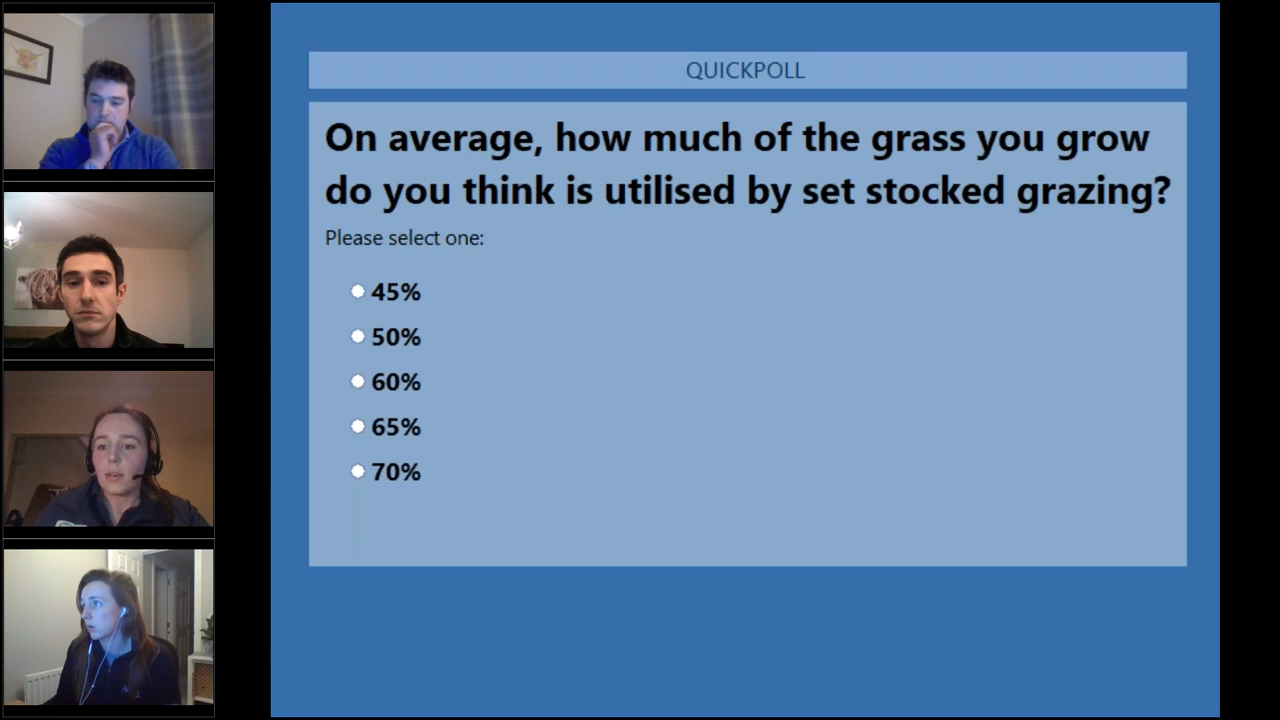 QUICKPOLL
On average, how much of the grass you grow
do you think is utilised by set stocked grazing?
Please select one:
45%
50%
60%
65%
70%